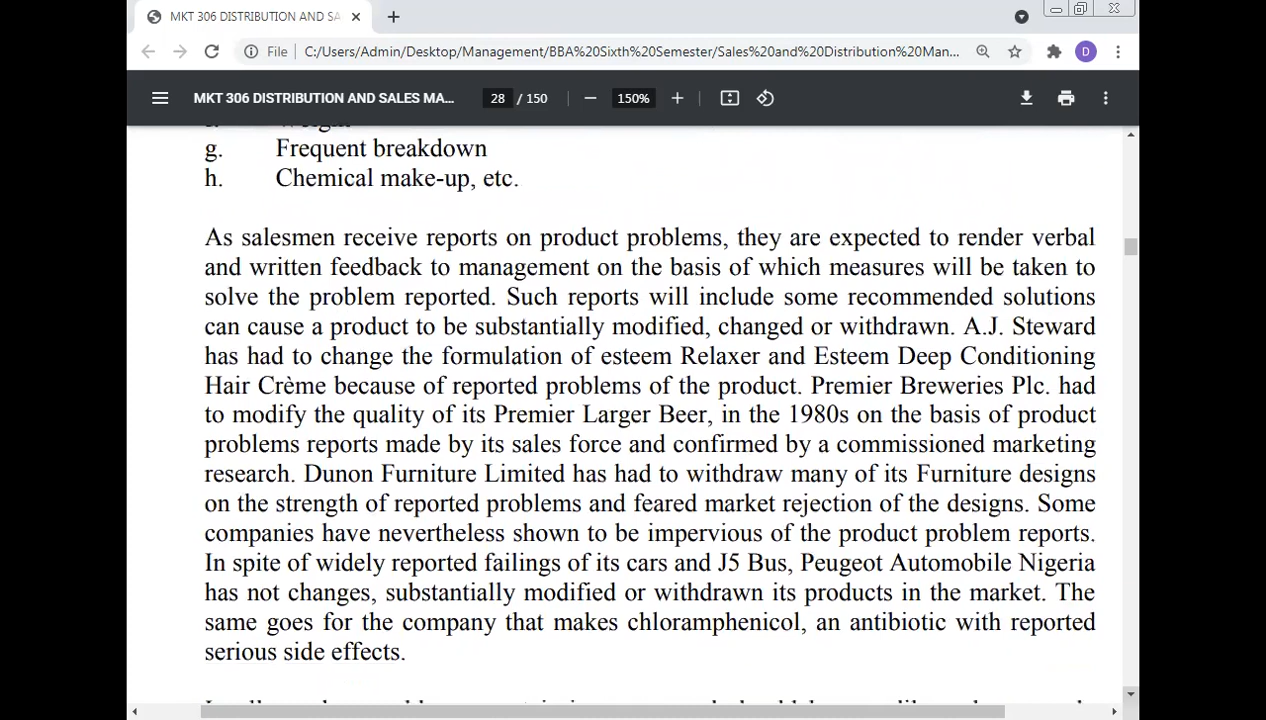 MKT 306 DISTRIBUTION AND SA
File C:/Users/Admin/Desktop/Management/BBA%20Sixth%20Semester/Sales%20and%20Distribution%20Man... D
MKT 306 DISTRIBUTION AND SALES MA... 28 / 150 150%
g. Frequent breakdown
h. Chemical make-up, etc.
As salesmen receive reports on product problems, they are expected to render verbal
and written feedback to management on the basis of which measures will be taken to
solve the problem reported. Such reports will include some recommended solutions
can cause a product to be substantially modified, changed or withdrawn. A.J. Steward
has had to change the formulation of esteem Relaxer and Esteem Deep Conditioning
Hair Crème because of reported problems of the product. Premier Breweries Plc. had
to modify the quality of its Premier Larger Beer, in the 1980s on the basis of product
problems reports made by its sales force and confirmed by a commissioned marketing
research. Dunon Furniture Limited has had to withdraw many of its Furniture designs
on the strength of reported problems and feared market rejection of the designs. Some
companies have nevertheless shown to be impervious of the product problem reports.
In spite of widely reported failings of its cars and J5 Bus, Peugeot Automobile Nigeria
has not changes, substantially modified or withdrawn its products in the market. The
same goes for the company that makes chloramphenicol, an antibiotic with reported
serious side effects.